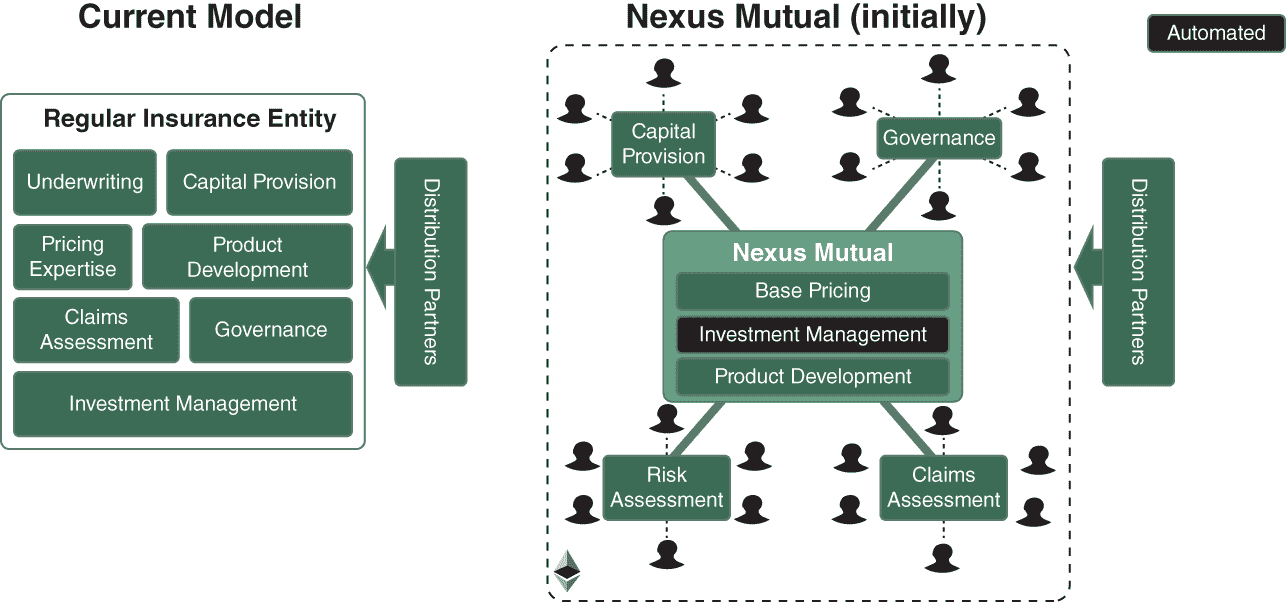 Current Model
Regular Insurance Entity
Underwriting
Capital Provision
Pricing
Expertise
Product
Development
Claims
Assessment
Governance
Investment Management
Distribution Partners
Nexus Mutual (initially)
Capital
Provision
Governance
Nexus Mutual
Base Pricing
Investment Management
Product Development
Risk
Assessment
Claims
Assessment
Distribution Partners
Automated